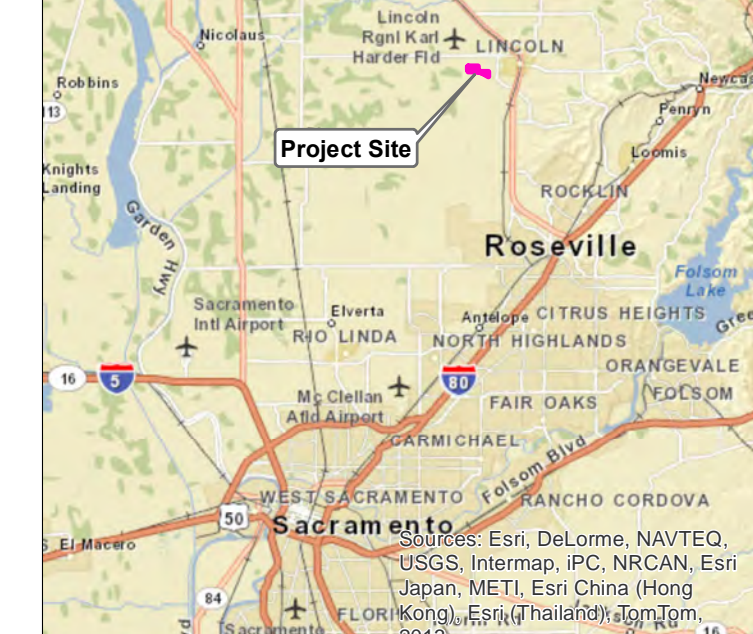 Lincoln
Rgnl Karl
Harder Fld
LINCOLN
Nicolaus
Robbins
113
Newcas
Penryn
Loomis
Project Site
Knights
Landing
ROCKLIN
Garden Hwy
Roseville
Folsom
Lake
Sacramento
Intl Airport
Elverta
RIO LINDA
Antelope
CITRUS HEIGHTS
Gree
NORTH HIGHLANDS
ORANGEVALE
16
5
80
FOLSOM
Mc Clellan
Afld Airport
FAIR OAKS
CARMICHAEL
Folsom Blvd
WEST SACRAMENTO
RANCHO CORDOVA
50
Sacramento
S El Macero
Sources: Esri, DeLorme, NAVTEQ,
USGS, Intermap, iPC, NRCAN, Esri
Japan, METI, Esri China (Hong
Kong), Esri (Thailand), TomTom,
2012
84
FLORI
Sacramento
16